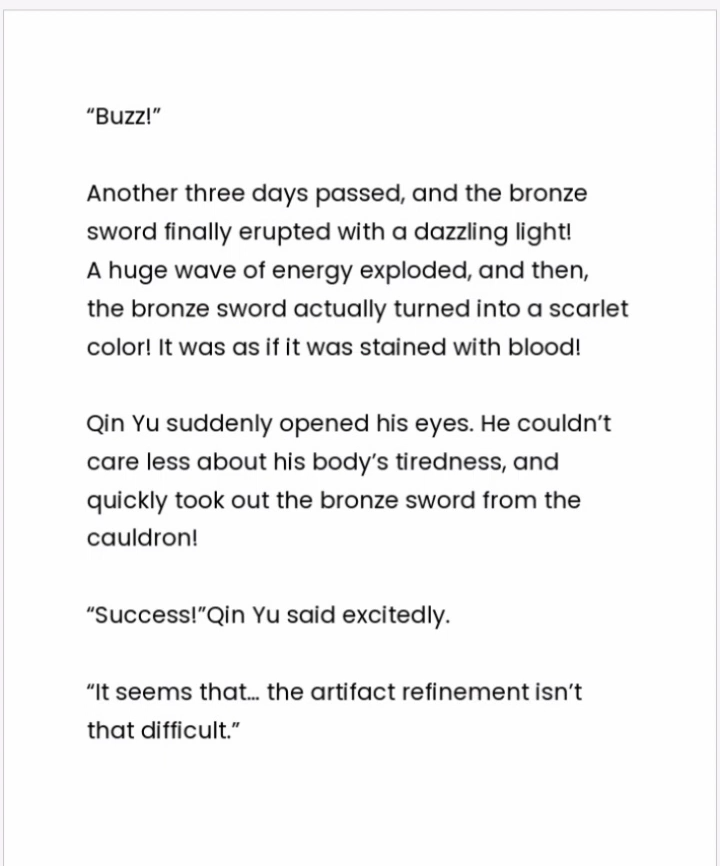 “Buzz!”
Another three days passed, and the bronze
sword finally erupted with a dazzling light!
A huge wave of energy exploded, and then,
the bronze sword actually turned into a scarlet
color! It was as if it was stained with blood!
Qin Yu suddenly opened his eyes. He couldn’t
care less about his body’s tiredness, and
quickly took out the bronze sword from the
cauldron!
“Success!”Qin Yu said excitedly.
“It seems that… the artifact refinement isn’t
that difficult.”